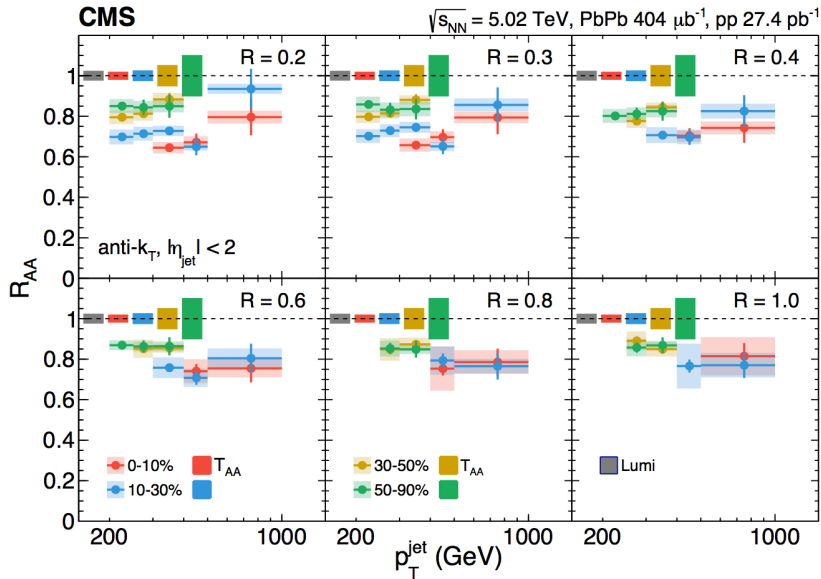 CMS
√s_NN = 5.02 TeV, PbPb 404 μb⁻¹, pp 27.4 pb⁻¹
R_AA
1.2
1
0.8
0.6
0.4
0.2
0
R = 0.2
anti-k_T, |η_jet| < 2
R = 0.3
R = 0.4
1
0.8
0.6
0.4
0.2
0
R = 0.6
0-10%
T_AA
10-30%
R = 0.8
30-50%
T_AA
50-90%
R = 1.0
Lumi
200
1000
200
1000
200
1000
p_T^jet (GeV)